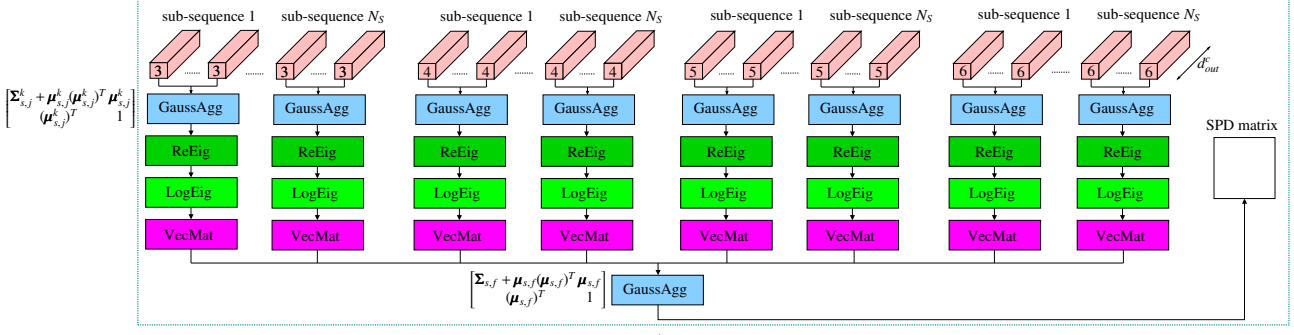 sub-sequence 1 sub-sequence N_S sub-sequence 1 sub-sequence N_S sub-sequence 1 sub-sequence N_S sub-sequence 1 sub-sequence N_S
3 ...... 3 ...... 3 ...... 3 4 ...... 4 ...... 4 ...... 4 5 ...... 5 ...... 5 ...... 5 6 ...... 6 ...... 6 ...... 6 d^c_{out}
[Σ^k_{s,j} + μ^k_{s,j}(μ^k_{s,j})^T μ^k_{s,j}
(μ^k_{s,j})^T 1]
GaussAgg GaussAgg GaussAgg GaussAgg GaussAgg GaussAgg GaussAgg GaussAgg
SPD matrix
ReEig ReEig ReEig ReEig ReEig ReEig ReEig ReEig
LogEig LogEig LogEig LogEig LogEig LogEig LogEig LogEig
VecMat VecMat VecMat VecMat VecMat VecMat VecMat VecMat
[Σ_{s,f} + μ_{s,f}(μ_{s,f})^T μ_{s,f}
(μ_{s,f})^T 1]
GaussAgg